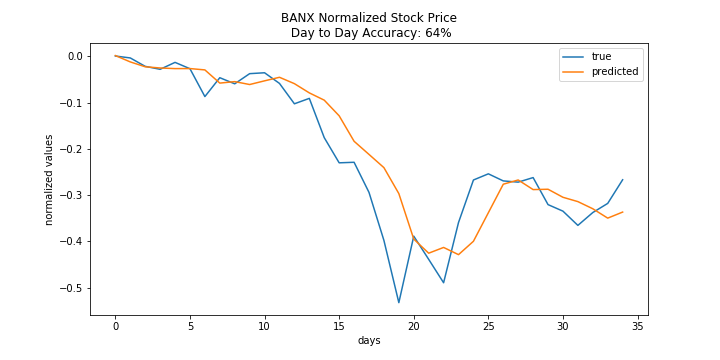 BANX Normalized Stock Price
Day to Day Accuracy: 64%
true
predicted
0.0
−0.1
−0.2
−0.3
−0.4
−0.5
normalized values
0 5 10 15 20 25 30 35
days